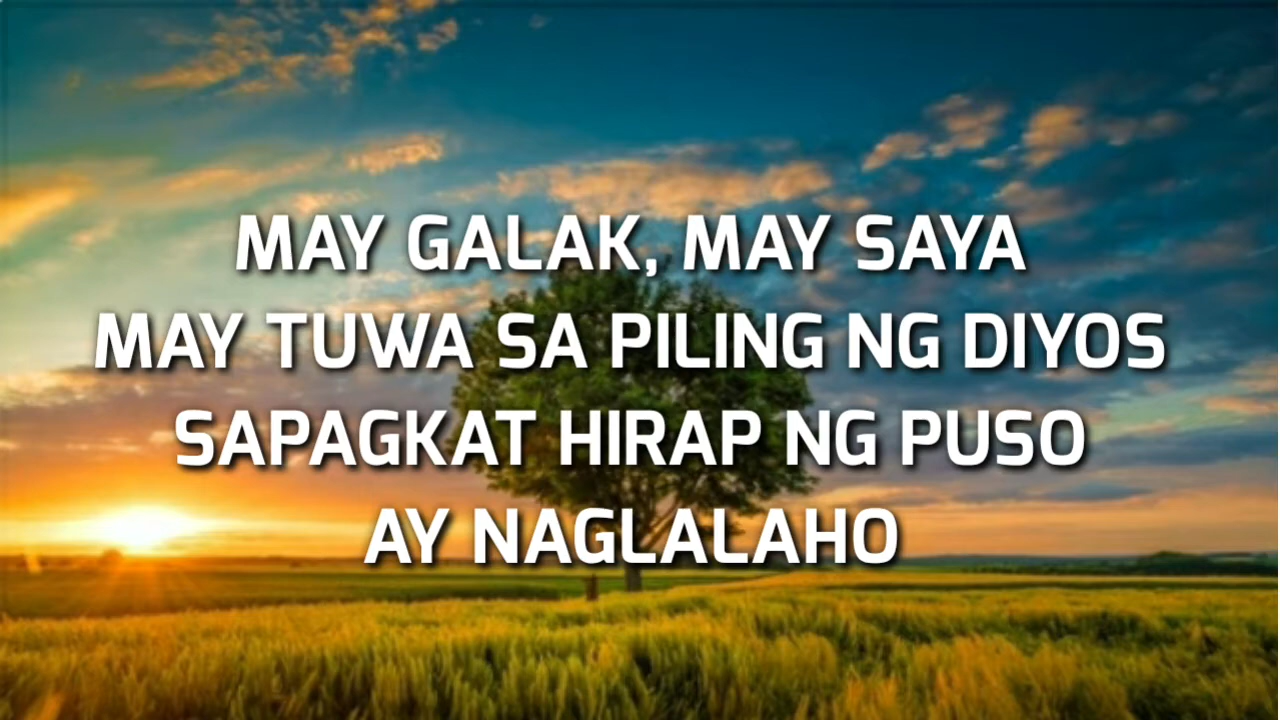 MAY GALAK, MAY SAYA
MAY TUWA SA PILING NG DIYOS
SAPAGKAT HIRAP NG PUSO
AY NAGLALAHO